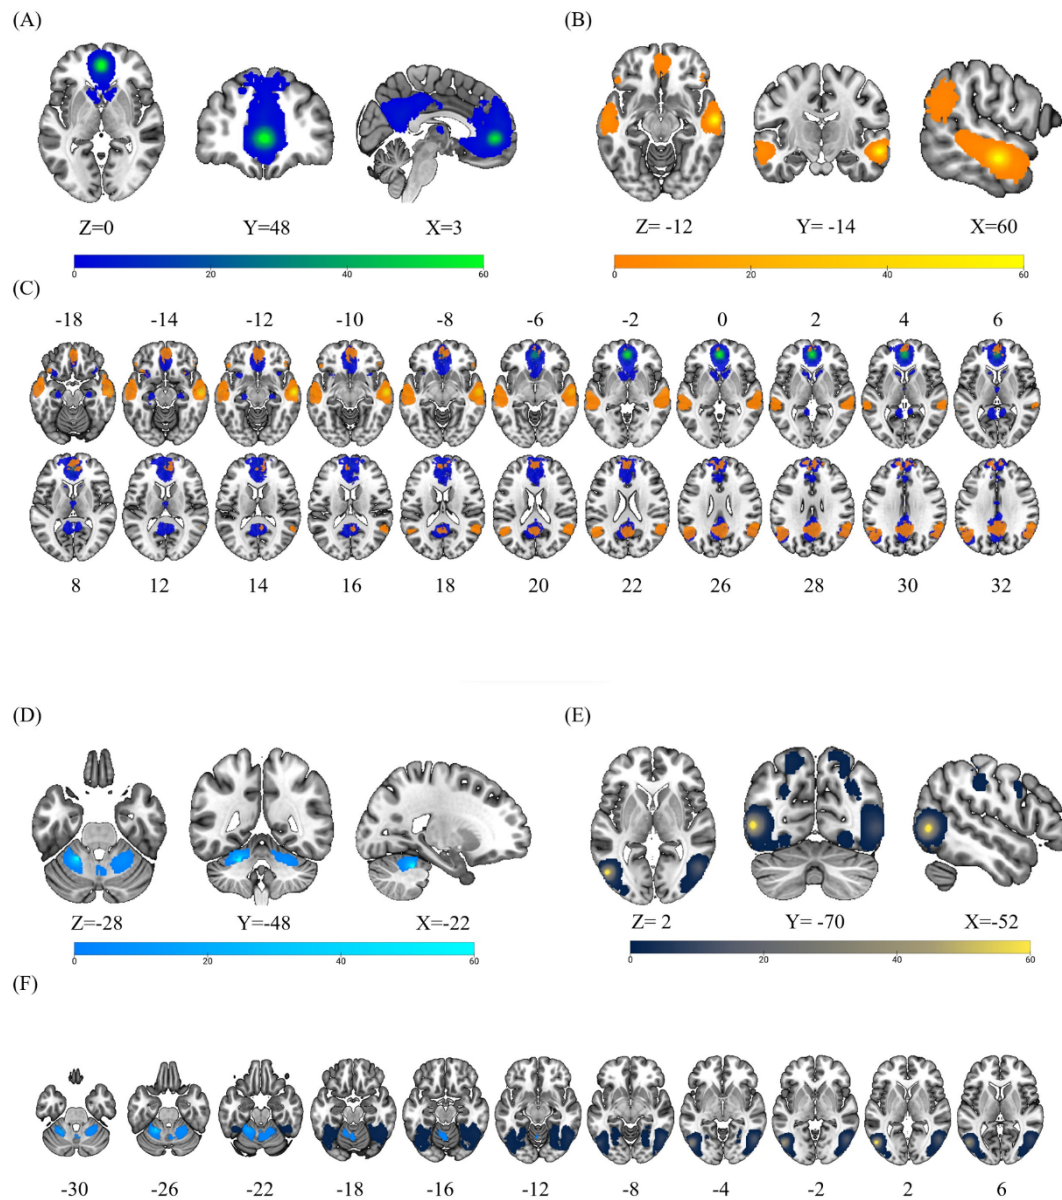 (A)
(B)
Z=0 Y=48 X=3
Z= -12 Y= -14 X=60
0 20 40 60
0 20 40 60
(C)
-18 -14 -12 -10 -8 -6 -2 0 2 4 6
8 12 14 16 18 20 22 26 28 30 32
(D)
(E)
Z=-28 Y=-48 X=-22
Z= 2 Y= -70 X=-52
0 20 40 60
0 20 40 60
(F)
-30 -26 -22 -18 -16 -12 -8 -4 -2 2 6